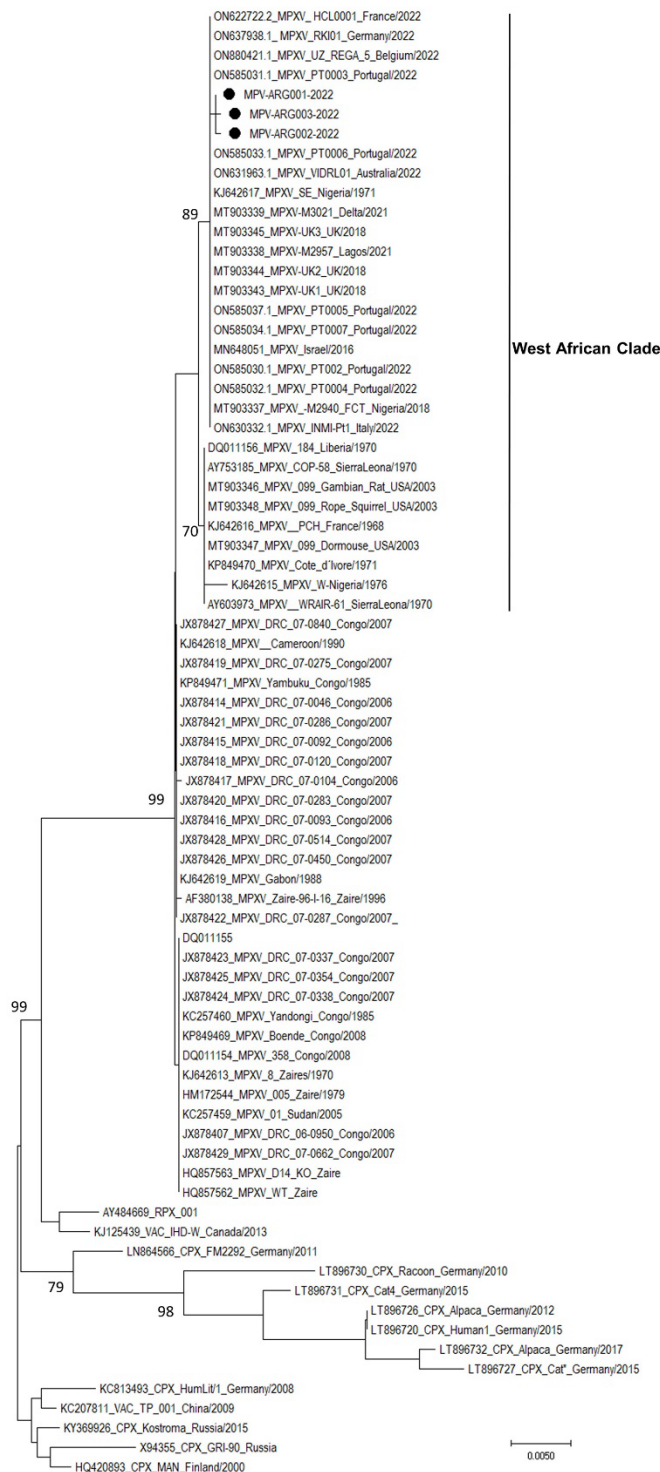 ON622722.2_MPXV_ HCL0001_France/2022
ON637938.1_ MPXV_RKI01_Germany/2022
ON880421.1_MPXV_UZ_REGA_5_Belgium/2022
ON585031.1_MPXV_PT0003_Portugal/2022
MPV-ARG001-2022
MPV-ARG003-2022
MPV-ARG002-2022
ON585033.1_MPXV_PT0006_Portugal/2022
ON631963.1_MPXV_VIDRL01_Australia/2022
KJ642617_MPXV_SE_Nigeria/1971
89
MT903339_MPXV-M3021_Delta/2021
MT903345_MPXV-UK3_UK/2018
MT903338_MPXV-M2957_Lagos/2021
MT903344_MPXV-UK2_UK/2018
MT903343_MPXV-UK1_UK/2018
ON585037.1_MPXV_PT0005_Portugal/2022
ON585034.1_MPXV_PT0007_Portugal/2022
MN648051_MPXV_Israel/2016
West African Clade
ON585030.1_MPXV_PT002_Portugal/2022
ON585032.1_MPXV_PT0004_Portugal/2022
MT903337_MPXV_-M2940_FCT_Nigeria/2018
ON630332.1_MPXV_INMI-Pt1_Italy/2022
DQ011156_MPXV_184_Liberia/1970
AY753185_MPXV_COP-58_SierraLeona/1970
MT903346_MPXV_099_Gambian_Rat_USA/2003
MT903348_MPXV_099_Rope_Squirrel_USA/2003
70
KJ642616_MPXV__PCH_France/1968
MT903347_MPXV_099_Dormouse_USA/2003
KP849470_MPXV_Cote_d´Ivore/1971
KJ642615_MPXV_W-Nigeria/1976
AY603973_MPXV__WRAIR-61_SierraLeona/1970
JX878427_MPXV_DRC_07-0840_Congo/2007
KJ642618_MPXV__Cameroon/1990
JX878419_MPXV_DRC_07-0275_Congo/2007
KP849471_MPXV_Yambuku_Congo/1985
JX878414_MPXV_DRC_07-0046_Congo/2006
JX878421_MPXV_DRC_07-0286_Congo/2007
JX878415_MPXV_DRC_07-0092_Congo/2006
JX878418_MPXV_DRC_07-0120_Congo/2007
JX878417_MPXV_DRC_07-0104_Congo/2006
99
JX878420_MPXV_DRC_07-0283_Congo/2007
JX878416_MPXV_DRC_07-0093_Congo/2006
JX878428_MPXV_DRC_07-0514_Congo/2007
JX878426_MPXV_DRC_07-0450_Congo/2007
KJ642619_MPXV_Gabon/1988
AF380138_MPXV_Zaire-96-I-16_Zaire/1996
JX878422_MPXV_DRC_07-0287_Congo/2007_
DQ011155
JX878423_MPXV_DRC_07-0337_Congo/2007
JX878425_MPXV_DRC_07-0354_Congo/2007
JX878424_MPXV_DRC_07-0338_Congo/2007
99
KC257460_MPXV_Yandongi_Congo/1985
KP849469_MPXV_Boende_Congo/2008
DQ011154_MPXV_358_Congo/2008
KJ642613_MPXV_8_Zaires/1970
HM172544_MPXV_005_Zaire/1979
KC257459_MPXV_01_Sudan/2005
JX878407_MPXV_DRC_06-0950_Congo/2006
JX878429_MPXV_DRC_07-0662_Congo/2007
HQ857563_MPXV_D14_KO_Zaire
HQ857562_MPXV_WT_Zaire
AY484669_RPX_001
KJ125439_VAC_IHD-W_Canada/2013
LN864566_CPX_FM2292_Germany/2011
79
LT896730_CPX_Racoon_Germany/2010
98
LT896731_CPX_Cat4_Germany/2015
LT896726_CPX_Alpaca_Germany/2012
LT896720_CPX_Human1_Germany/2015
LT896732_CPX_Alpaca_Germany/2017
LT896727_CPX_Cat"_Germany/2015
KC813493_CPX_HumLit/1_Germany/2008
KC207811_VAC_TP_001_China/2009
KY369926_CPX_Kostroma_Russia/2015
X94355_CPX_GRI-90_Russia
HQ420893_CPX_MAN_Finland/2000
0.0050